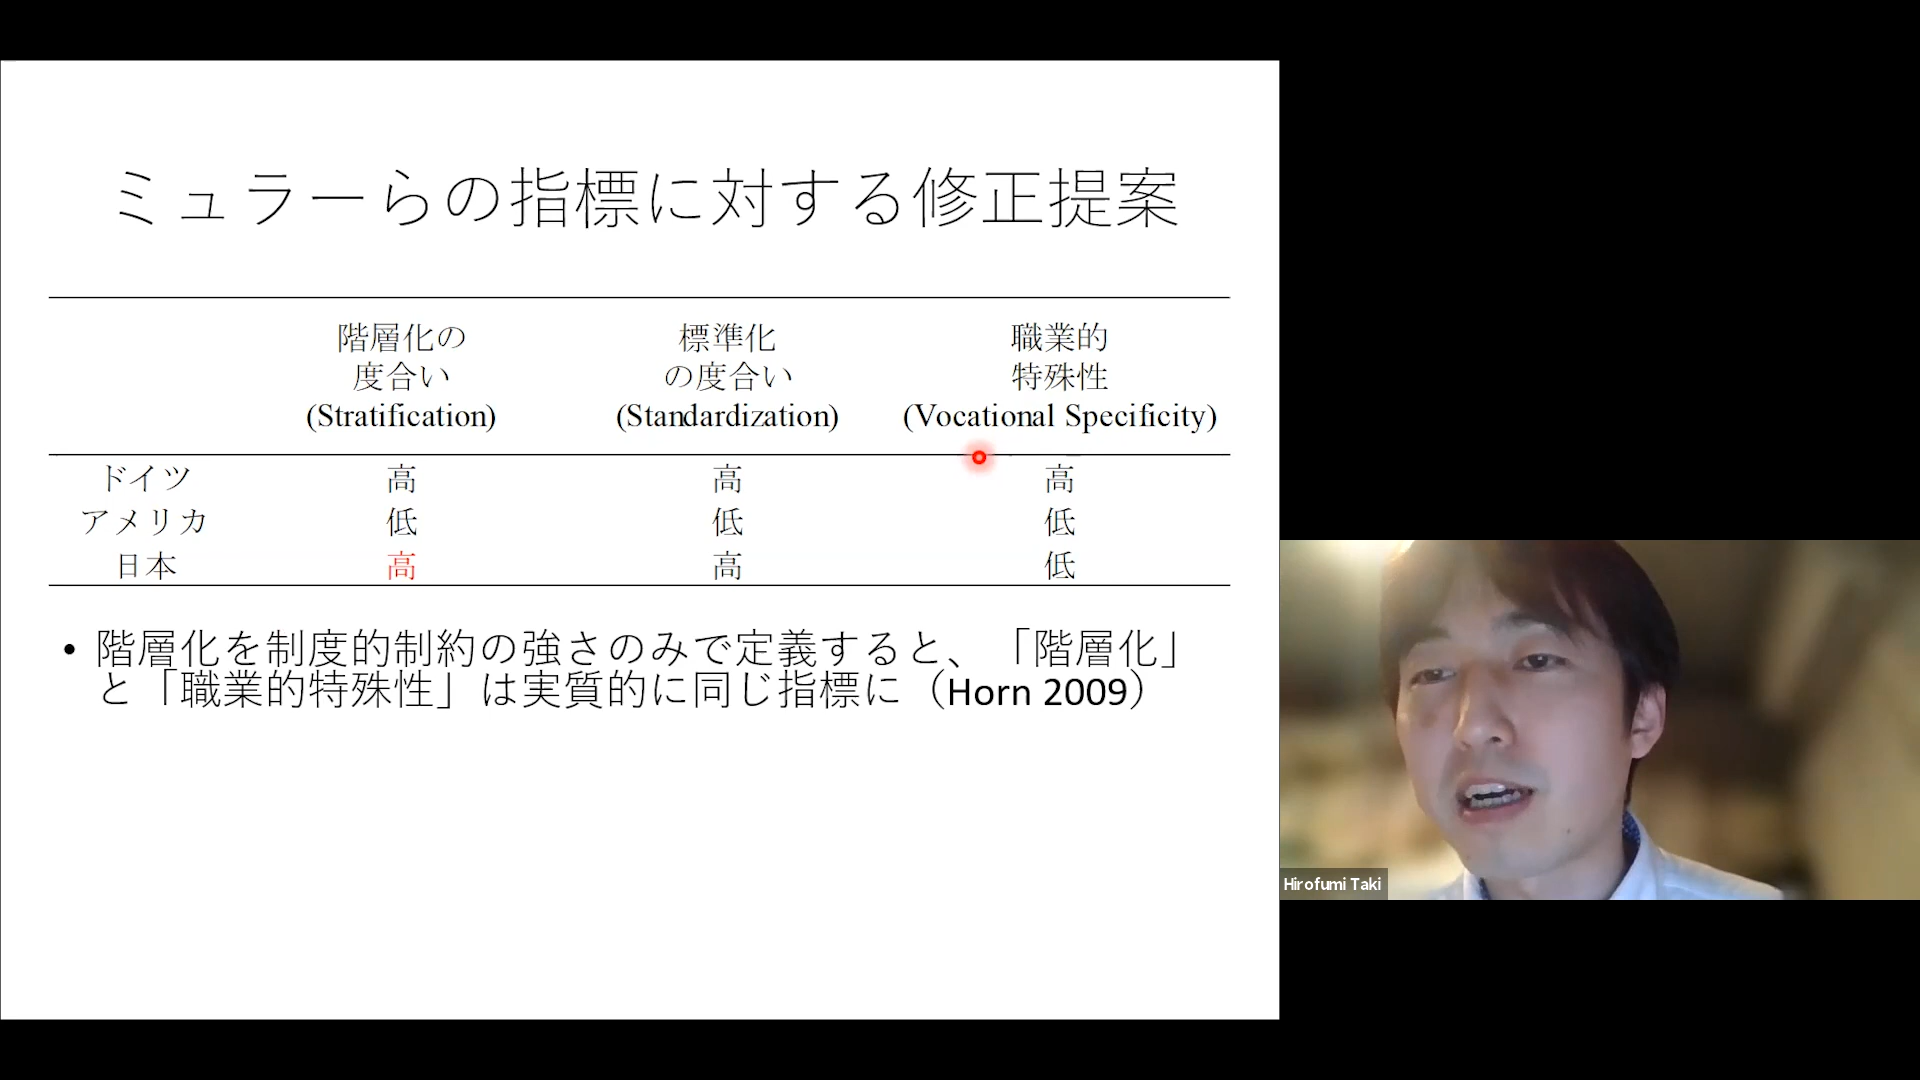 ミュラーらの指標に対する修正提案
階層化の
度合い
(Stratification)
標準化
の度合い
(Standardization)
職業的
特殊性
(Vocational Specificity)
ドイツ 高 高 高
アメリカ 低 低 低
日本 高 高 低
• 階層化を制度的制約の強さのみで定義すると、「階層化」
と「職業的特殊性」は実質的に同じ指標に（Horn 2009）
Hirofumi Taki